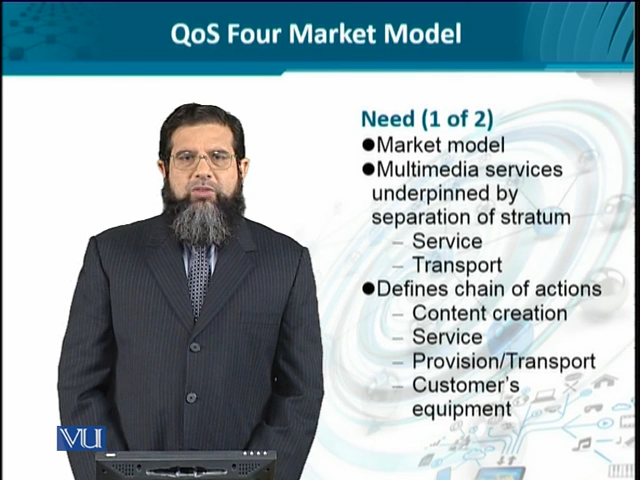 QoS Four Market Model
Need (1 of 2)
●Market model
●Multimedia services
underpinned by
separation of stratum
– Service
– Transport
●Defines chain of actions
– Content creation
– Service
– Provision/Transport
– Customer's
equipment
VU